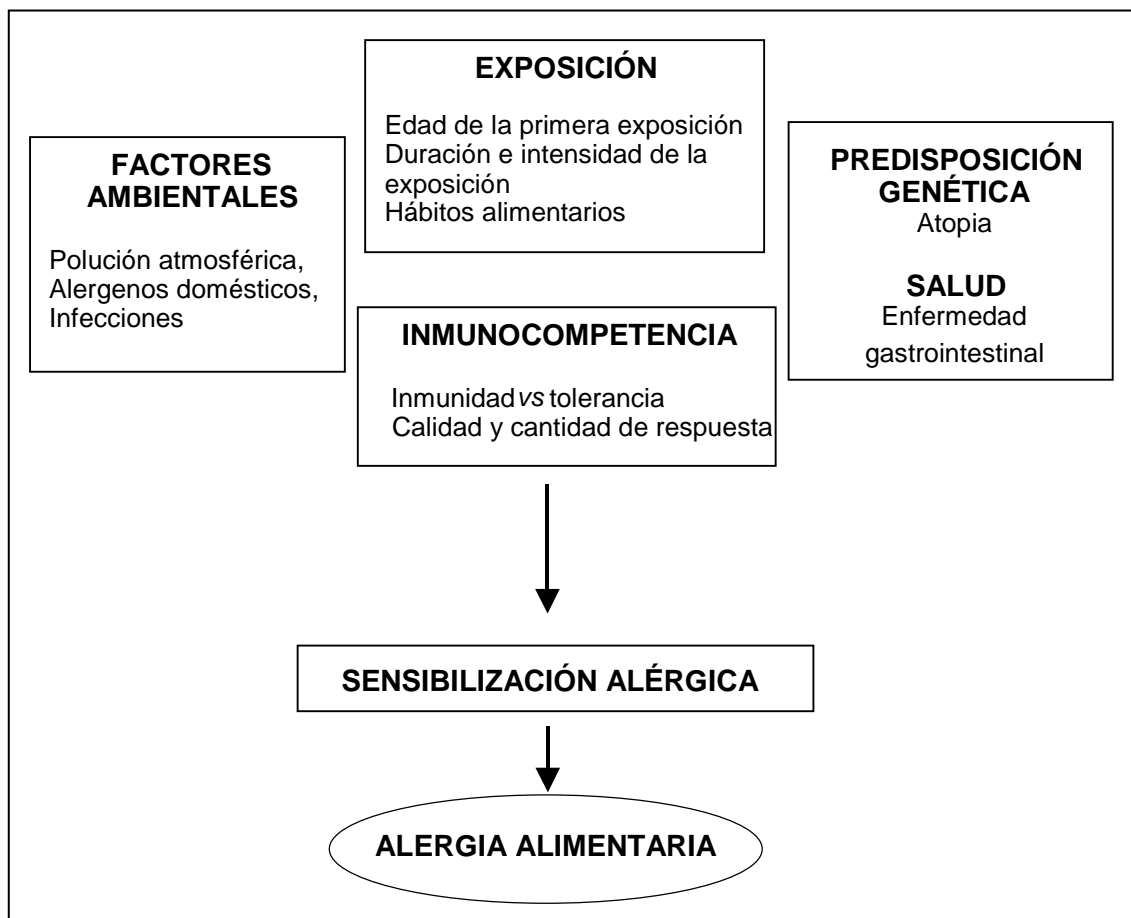 EXPOSICIÓN
Edad de la primera exposición
Duración e intensidad de la
exposición
Hábitos alimentarios
FACTORES
AMBIENTALES
Polución atmosférica,
Alergenos domésticos,
Infecciones
PREDISPOSICIÓN
GENÉTICA
Atopia
SALUD
Enfermedad
gastrointestinal
INMUNOCOMPETENCIA
Inmunidad vs tolerancia
Calidad y cantidad de respuesta
SENSIBILIZACIÓN ALÉRGICA
ALERGIA ALIMENTARIA